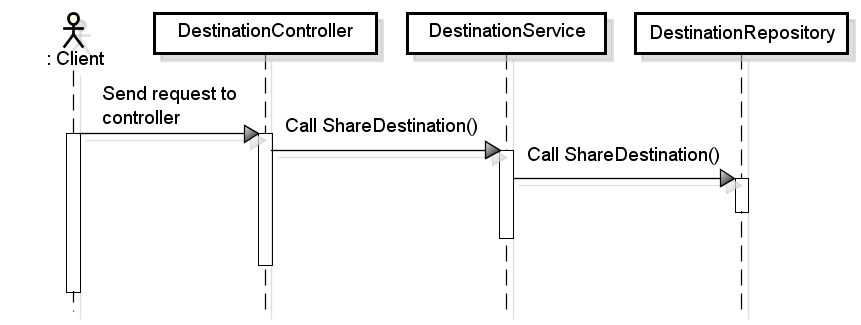 DestinationController
DestinationService
DestinationRepository
: Client
Send request to
controller
Call ShareDestination()
Call ShareDestination()